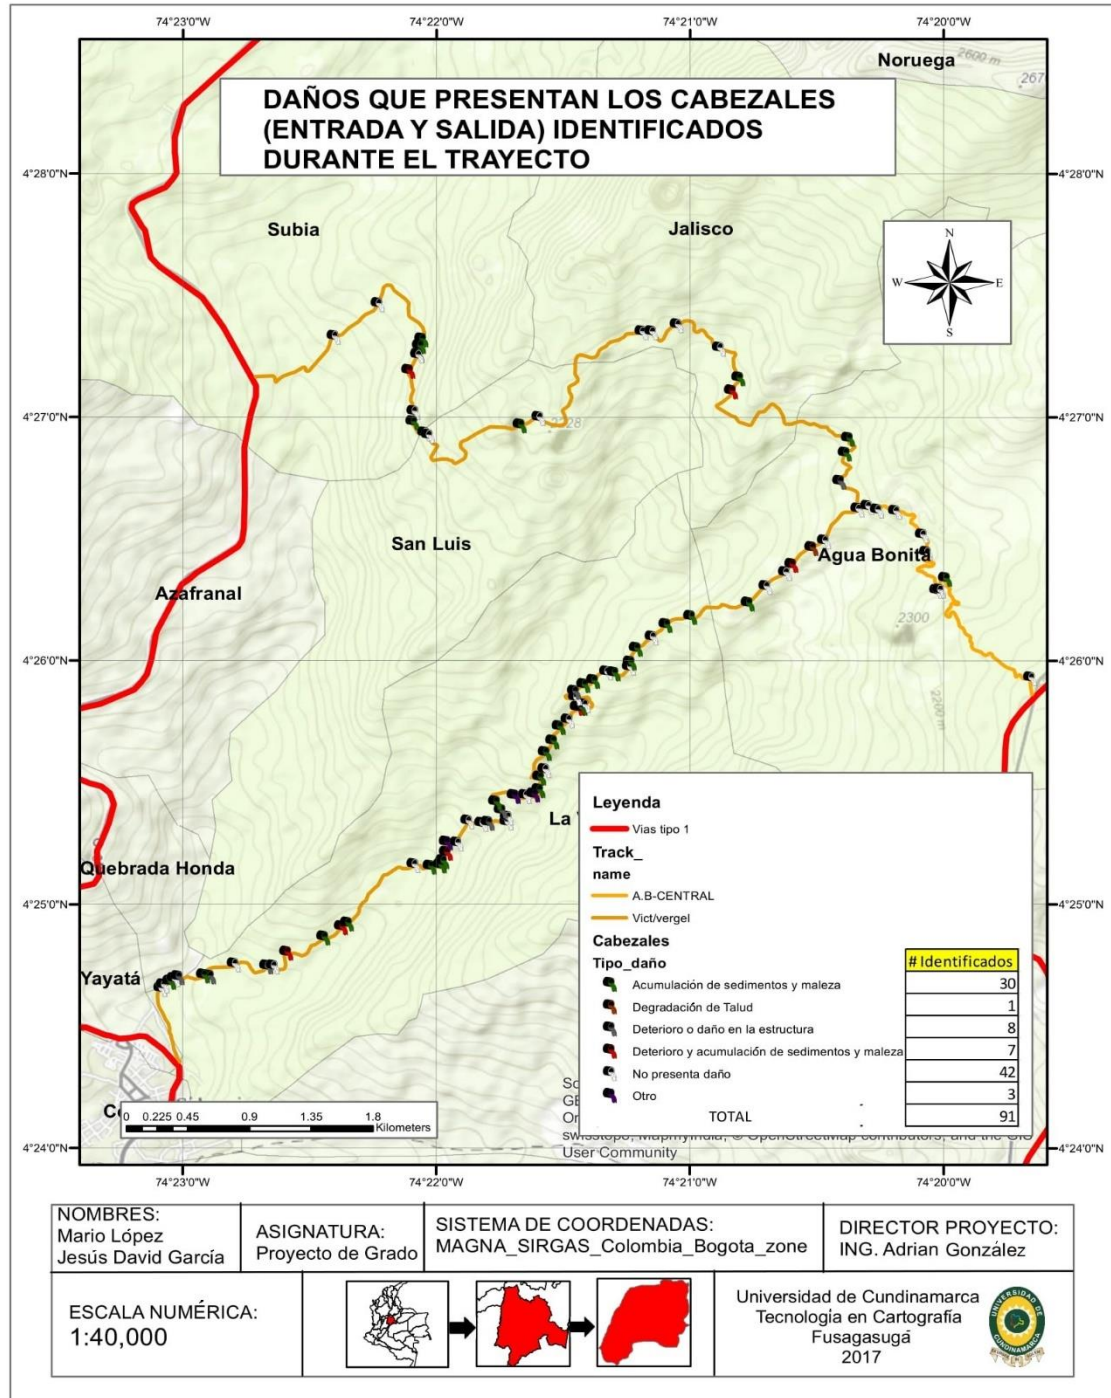 74°23'0"W 74°22'0"W 74°21'0"W 74°20'0"W
Noruega
2600 m
DAÑOS QUE PRESENTAN LOS CABEZALES
(ENTRADA Y SALIDA) IDENTIFICADOS
DURANTE EL TRAYECTO
4°28'0"N 4°28'0"N
Subia
Jalisco
N
W E
S
4°27'0"N 4°27'0"N
San Luis
Agua Bonita
Azafranal
2300
4°26'0"N 4°26'0"N
2200 m
La
Quebrada Honda
4°25'0"N 4°25'0"N
Yayatá
Leyenda
Vias tipo 1
Track_
name
A.B-CENTRAL
Vict/vergel
Cabezales
Tipo_daño # Identificados
Acumulación de sedimentos y maleza 30
Degradación de Talud 1
Deterioro o daño en la estructura 8
Deterioro y acumulación de sedimentos y maleza 7
No presenta daño 42
Otro 3
TOTAL 91
0 0.225 0.45 0.9 1.35 1.8
Kilometers
User Community
4°24'0"N 4°24'0"N
74°23'0"W 74°22'0"W 74°21'0"W 74°20'0"W
NOMBRES:
Mario López
Jesús David García
ASIGNATURA:
Proyecto de Grado
SISTEMA DE COORDENADAS:
MAGNA_SIRGAS_Colombia_Bogota_zone
DIRECTOR PROYECTO:
ING. Adrian González
ESCALA NUMÉRICA:
1:40,000
Universidad de Cundinamarca
Tecnologia en Cartografía
Fusagasugá
2017
UNIVERSIDAD DE
CUNDINAMARCA